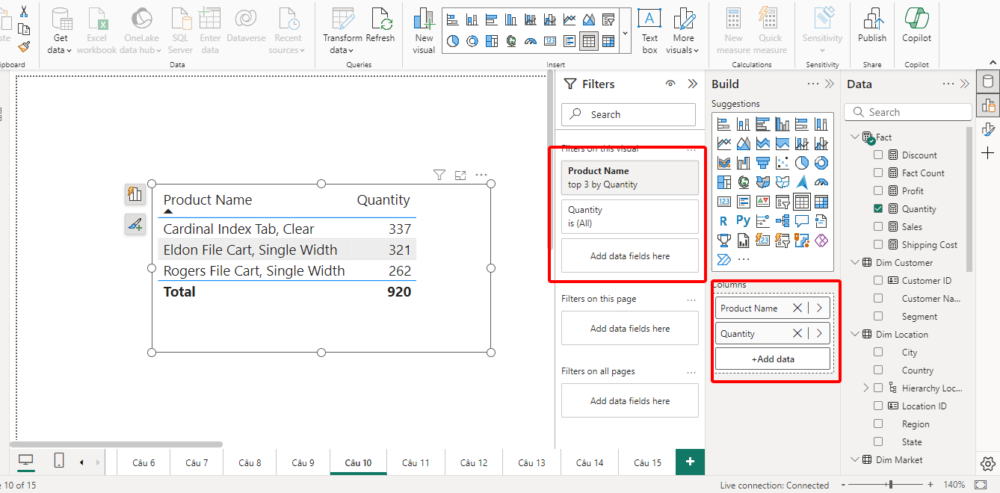 Get
data
Excel
workbook
OneLake
data hub
SQL
Server
Enter
data
Dataverse
Recent
sources
Transform
data
Refresh
New
visual
Text
box
More
visuals
New
measure
Quick
measure
Sensitivity
Publish
Copilot
Data
Queries
Insert
Calculations
Sensitivity
Share
Copilot
Product Name
Quantity
Cardinal Index Tab, Clear 337
Eldon File Cart, Single Width 321
Rogers File Cart, Single Width 262
Total 920
Filters
Search
Filters on this visual
Product Name
top 3 by Quantity
Quantity
is (All)
Add data fields here
Filters on this page
Add data fields here
Filters on all pages
Add data fields here
Build
Suggestions
123
R
Py
123
Columns
Product Name
Quantity
+Add data
Data
Search
Fact
Discount
Fact Count
Profit
Quantity
Sales
Shipping Cost
Dim Customer
Customer ID
Customer Na...
Segment
Dim Location
City
Country
Hierarchy Loc...
Location ID
Region
State
Dim Market
Câu 6
Câu 7
Câu 8
Câu 9
Câu 10
Câu 11
Câu 12
Câu 13
Câu 14
Câu 15
10 of 15
Live connection: Connected
- + 140%